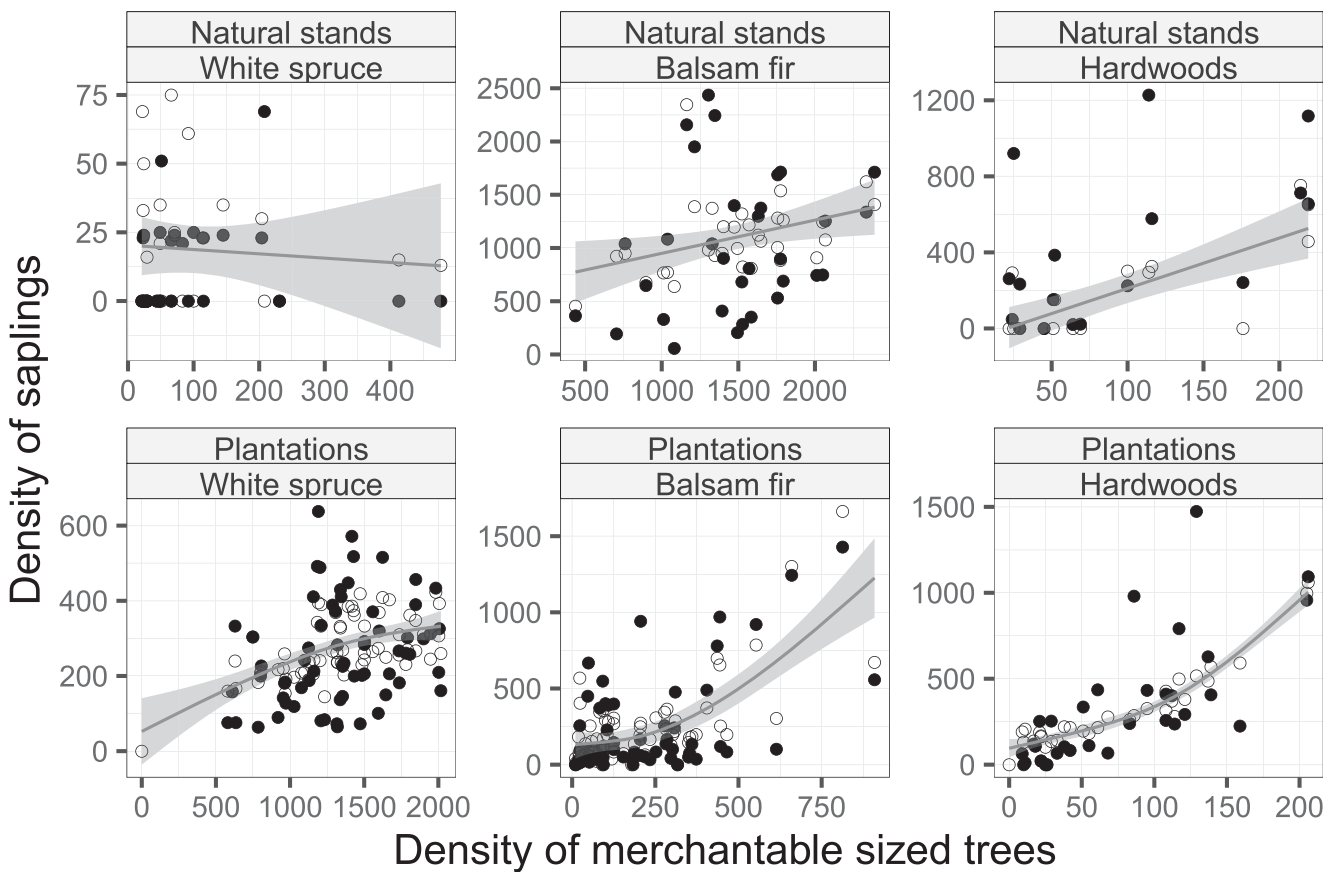 Natural stands
White spruce
75
50
25
0
0 100 200 300 400
Natural stands
Balsam fir
2500
2000
1500
1000
500
0
500 1000 1500 2000
Natural stands
Hardwoods
1200
800
400
0
50 100 150 200
Density of saplings
Plantations
White spruce
600
400
200
0
0 500 1000 1500 2000
Plantations
Balsam fir
1500
1000
500
0
0 250 500 750
Plantations
Hardwoods
1500
1000
500
0
0 50 100 150 200
Density of merchantable sized trees